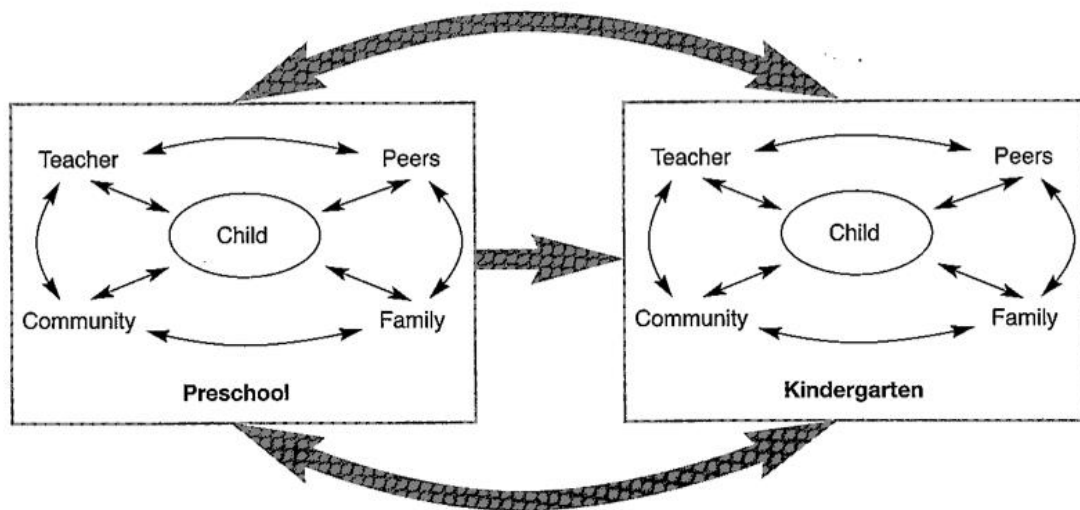 Teacher
Peers
Child
Community
Family
Preschool
Teacher
Peers
Child
Community
Family
Kindergarten